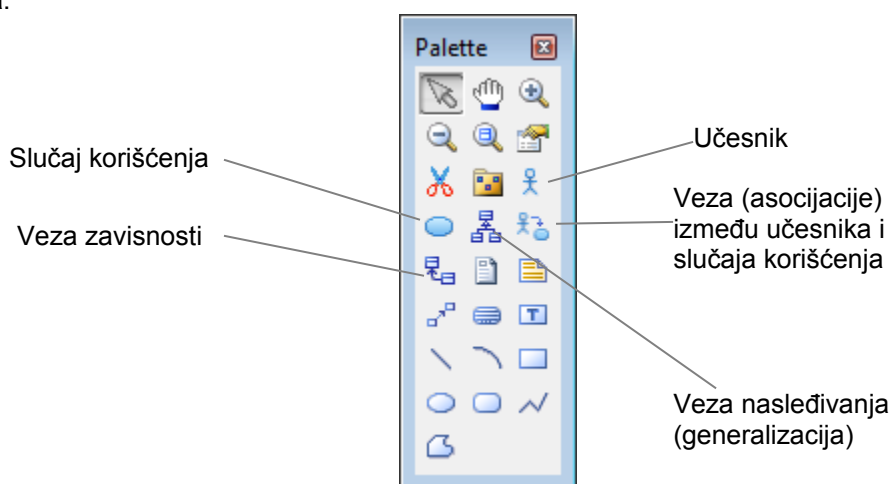 u.
Palette
Slučaj korišćenja
Veza zavisnosti
Učesnik
Veza (asocijacije)
između učesnika i
slučaja korišćenja
T
Veza nasleđivanja
(generalizacija)